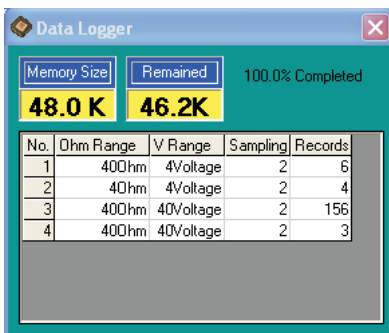 Data Logger
Memory Size Remained 100.0% Completed
48.0 K 46.2K
No. Ohm Range V Range Sampling Records
1 40Ohm 4Voltage 2 6
2 4Ohm 4Voltage 2 4
3 40Ohm 40Voltage 2 156
4 40Ohm 40Voltage 2 3